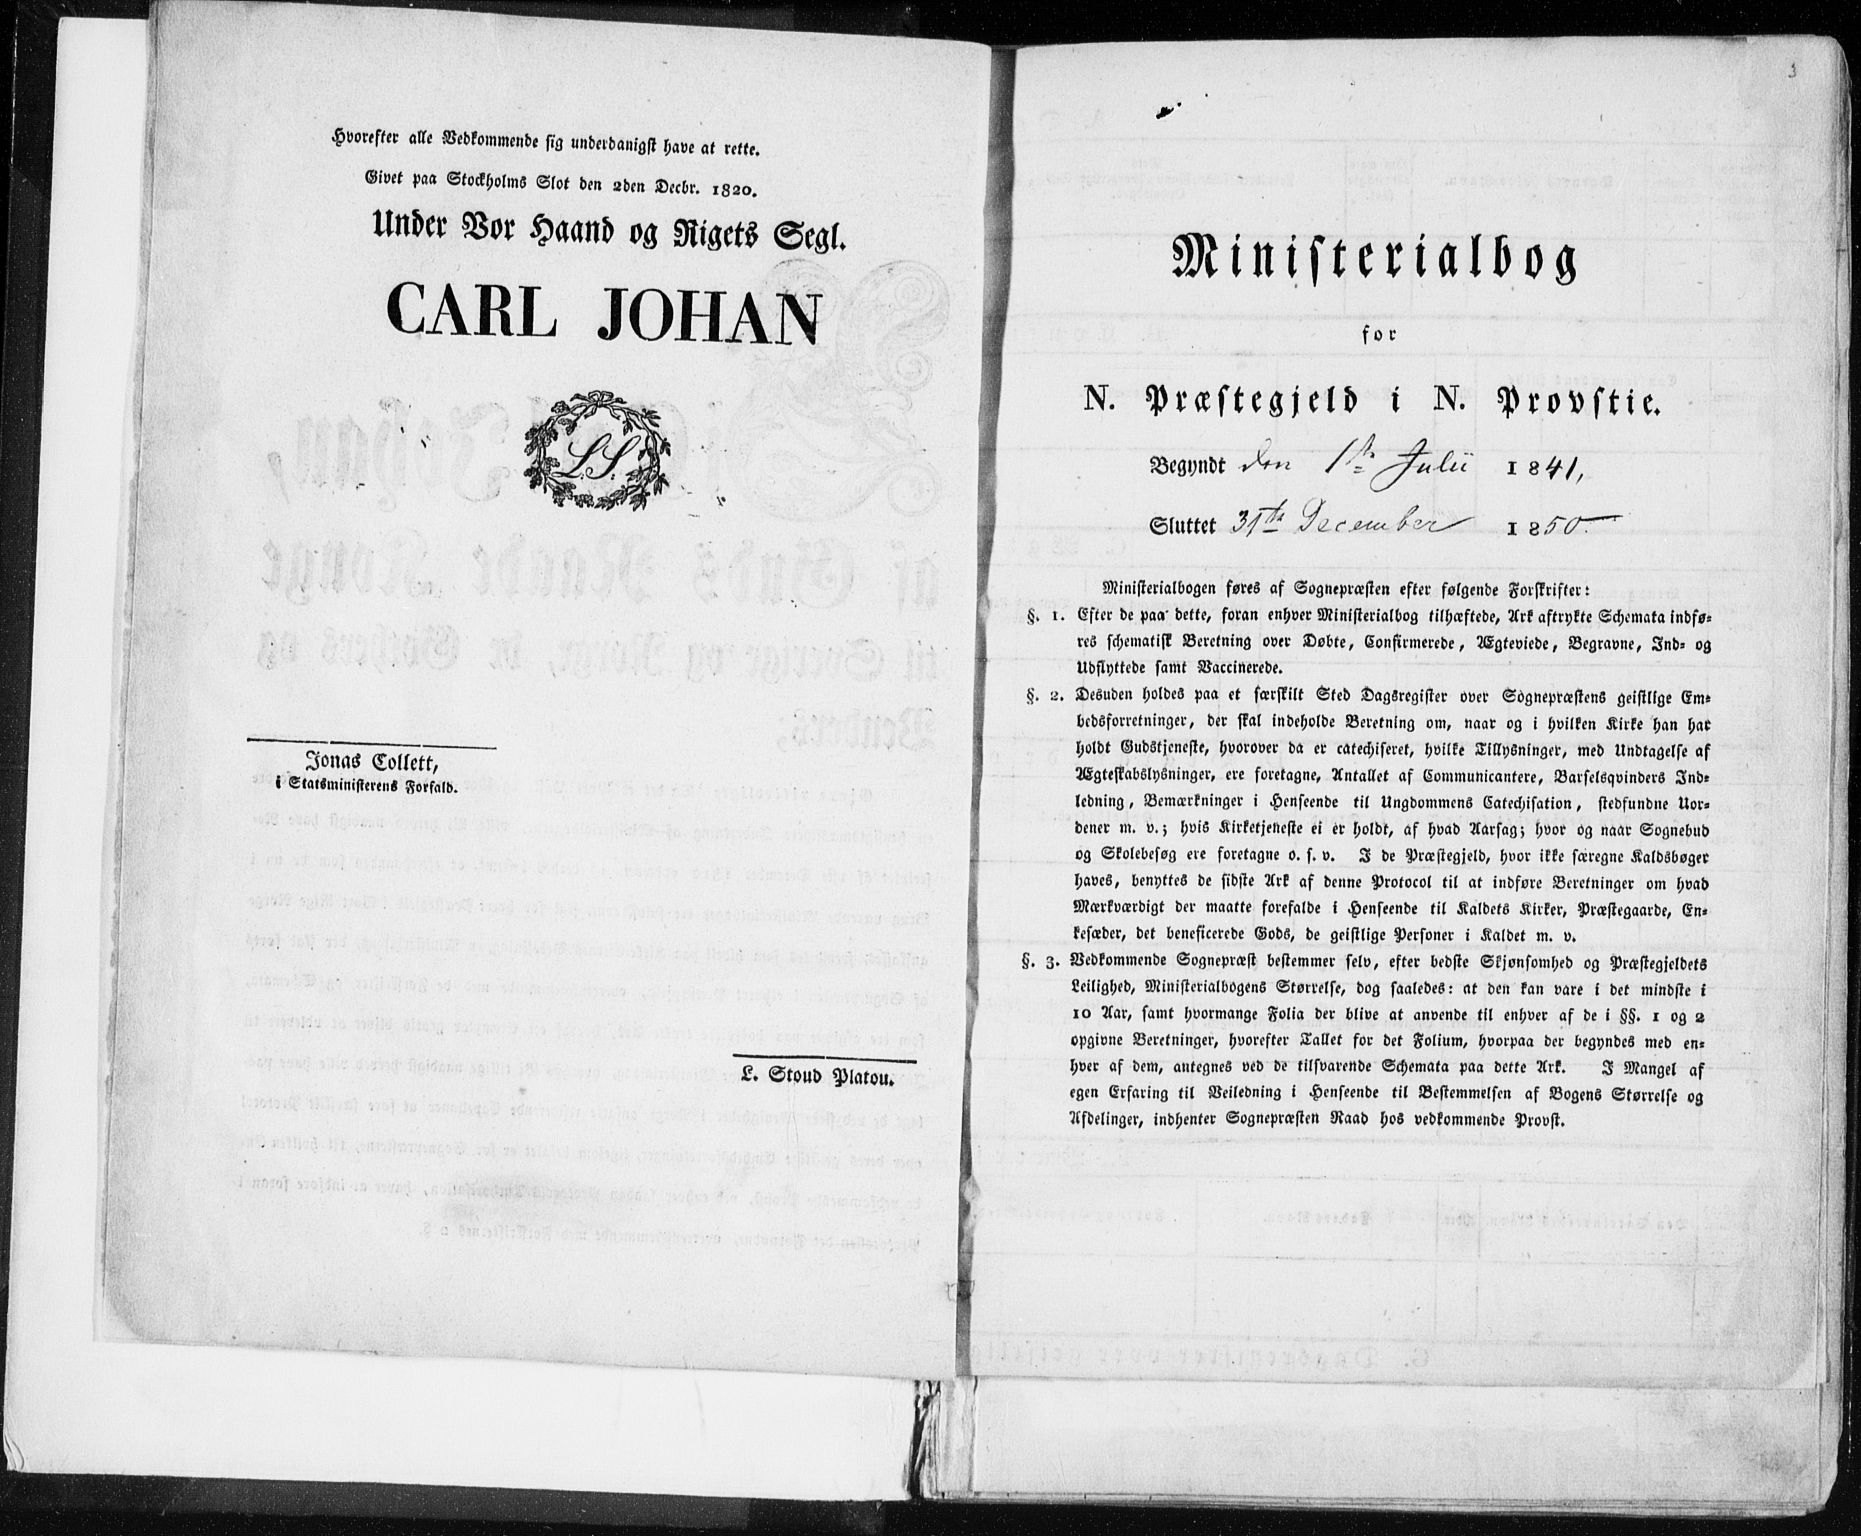 Hvorefter alle Vedkommende sig underdanigst have at rette.
Givet paa Stockholms Slot den 2den Decbr. 1820.
Under Vor Haand og Rigets Segl.
CARL JOHAN
L. S.
Jonas Collett,
i Statsministerens Forfald.
L. Stoud Platou.
3
Ministerialbog
for
N. Præstegjeld i N. Provstie.
Begyndt den 1ste Julii 1841,
Sluttet 31te December 1850.
Ministerialbogen føres af Sognepræsten efter følgende Forskrifter:
§. 1. Efter de paa dette, foran enhver Ministerialbog tilhæftede, Ark aftrykte Schemata indfø-
res schematisk Beretning over Døbte, Confirmerede, Ægteviede, Begravne, Ind- og
Udflyttede samt Vaccinerede.
§. 2. Desuden holdes paa et særskilt Sted Dagsregister over Sognepræstens geistlige Em-
bedsforretninger, der skal indeholde Beretning om, naar og i hvilken Kirke han har
holdt Gudstjeneste, hvorover da er catechiseret, hvilke Tillysninger, med Undtagelse af
Ægteskabslysninger, ere foretagne, Antallet af Communicantere, Barselsqvinders Ind-
ledning, Bemærkninger i Henseende til Ungdommens Catechisation, stedfundne Uor-
dener m. v.; hvis Kirketjeneste ei er holdt, af hvad Aarsag; hvor og naar Sognebud
og Skolebesøg ere foretagne o. s. v. I de Præstegjeld, hvor ikke særegne Kaldsbøger
haves, benyttes de sidste Ark af denne Protocol til at indføre Beretninger om hvad
Mærkværdigt der maatte forefalde i Henseende til Kaldets Kirker, Præstegaarde, En-
kesæder, det beneficerede Gods, de geistlige Personer i Kaldet m. v.
§. 3. Vedkommende Sognepræst bestemmer selv, efter bedste Skjønsomhed og Præstegjeldets
Leilighed, Ministerialbogens Størrelse, dog saaledes: at den kan vare i det mindste i
10 Aar, samt hvormange Folia der blive at anvende til enhver af de i §§. 1 og 2
opgivne Beretninger, hvorefter Tallet for det Folium, hvorpaa der begyndes med en-
hver af dem, antegnes ved de tilsvarende Schemata paa dette Ark. I Mangel af
egen Erfaring til Veiledning i Henseende til Bestemmelsen af Bogens Størrelse og
Afdelinger, indhenter Sognepræsten Raad hos vedkommende Provst.